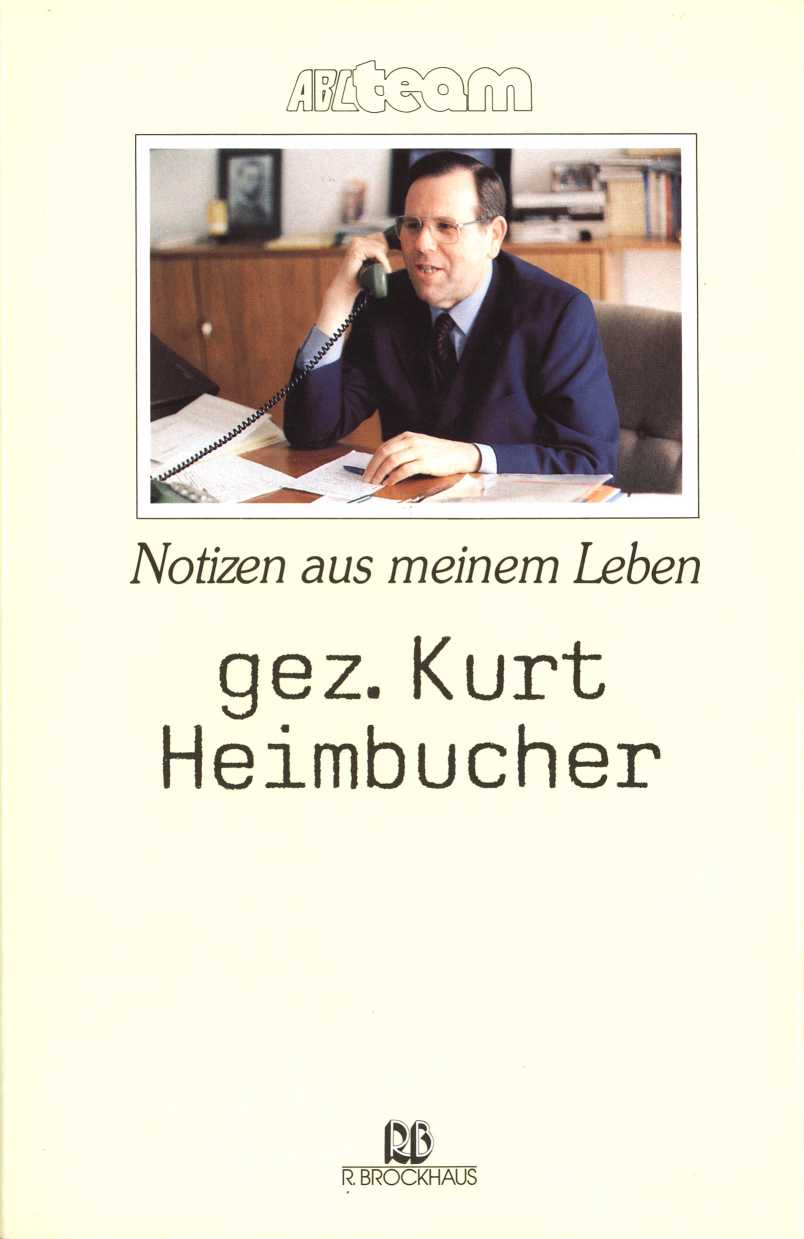 ABCteam
Notizen aus meinem Leben
gez. Kurt
Heimbucher
RB
R. BROCKHAUS